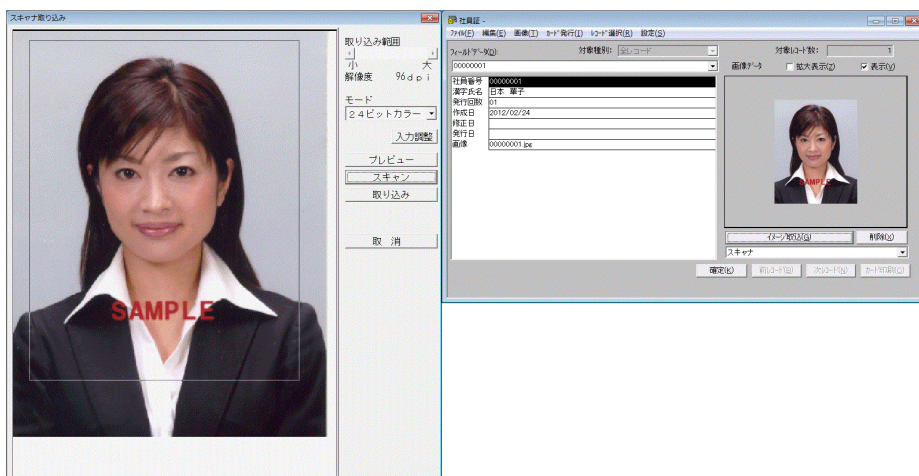 スキャナ取り込み
取り込み範囲
小 大
解像度 96dpi
モード
24ビットカラー
入力調整
プレビュー
スキャン
取り込み
取 消
SAMPLE
社員証 -
ファイル(F) 編集(E) 画像(T) カード発行(I) レコード選択(R) 設定(S)
フィールドデータ(D): 対象種別: 全レコード 対象レコード数: 1
00000001
画像データ 拡大表示(Z) 表示(V)
社員番号 00000001
漢字氏名 日本 華子
発行回数 01
作成日 2012/02/24
修正日
発行日
画像 00000001.jpg
SAMPLE
イメージ取込(G) 削除(X)
スキャナ
確定(K) 前レコード(B) 次レコード(N) カード印刷(Q)